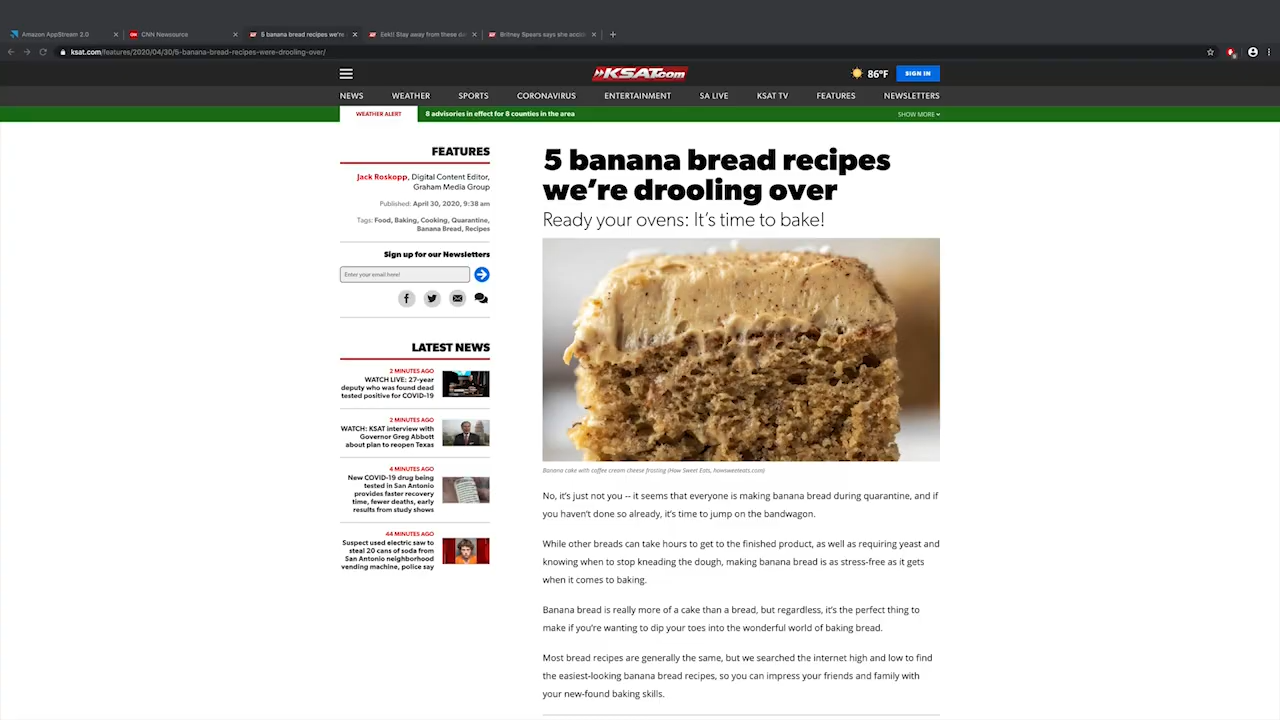 Amazon AppStream 2.0
CNN Newsource
5 banana bread recipes we're
Eek!! Stay away from these da
Britney Spears says she accid
ksat.com/features/2020/04/30/5-banana-bread-recipes-were-drooling-over/
KSAT.com
86°F
SIGN IN
NEWS WEATHER SPORTS CORONAVIRUS ENTERTAINMENT SA LIVE KSAT TV FEATURES NEWSLETTERS
WEATHER ALERT
8 advisories in effect for 8 counties in the area
SHOW MORE
FEATURES
Jack Roskopp, Digital Content Editor,
Graham Media Group
Published: April 30, 2020, 9:38 am
Tags: Food, Baking, Cooking, Quarantine,
Banana Bread, Recipes
Sign up for our Newsletters
Enter your email here!
LATEST NEWS
2 MINUTES AGO
WATCH LIVE: 27-year
deputy who was found dead
tested positive for COVID-19
2 MINUTES AGO
WATCH: KSAT interview with
Governor Greg Abbott
about plan to reopen Texas
4 MINUTES AGO
New COVID-19 drug being
tested in San Antonio
provides faster recovery
time, fewer deaths, early
results from study shows
44 MINUTES AGO
Suspect used electric saw to
steal 20 cans of soda from
San Antonio neighborhood
vending machine, police say
5 banana bread recipes
we're drooling over
Ready your ovens: It's time to bake!
Banana cake with coffee cream cheese frosting (How Sweet Eats, howsweeteats.com)
No, it's just not you -- it seems that everyone is making banana bread during quarantine, and if
you haven't done so already, it's time to jump on the bandwagon.
While other breads can take hours to get to the finished product, as well as requiring yeast and
knowing when to stop kneading the dough, making banana bread is as stress-free as it gets
when it comes to baking.
Banana bread is really more of a cake than a bread, but regardless, it's the perfect thing to
make if you're wanting to dip your toes into the wonderful world of baking bread.
Most bread recipes are generally the same, but we searched the internet high and low to find
the easiest-looking banana bread recipes, so you can impress your friends and family with
your new-found baking skills.